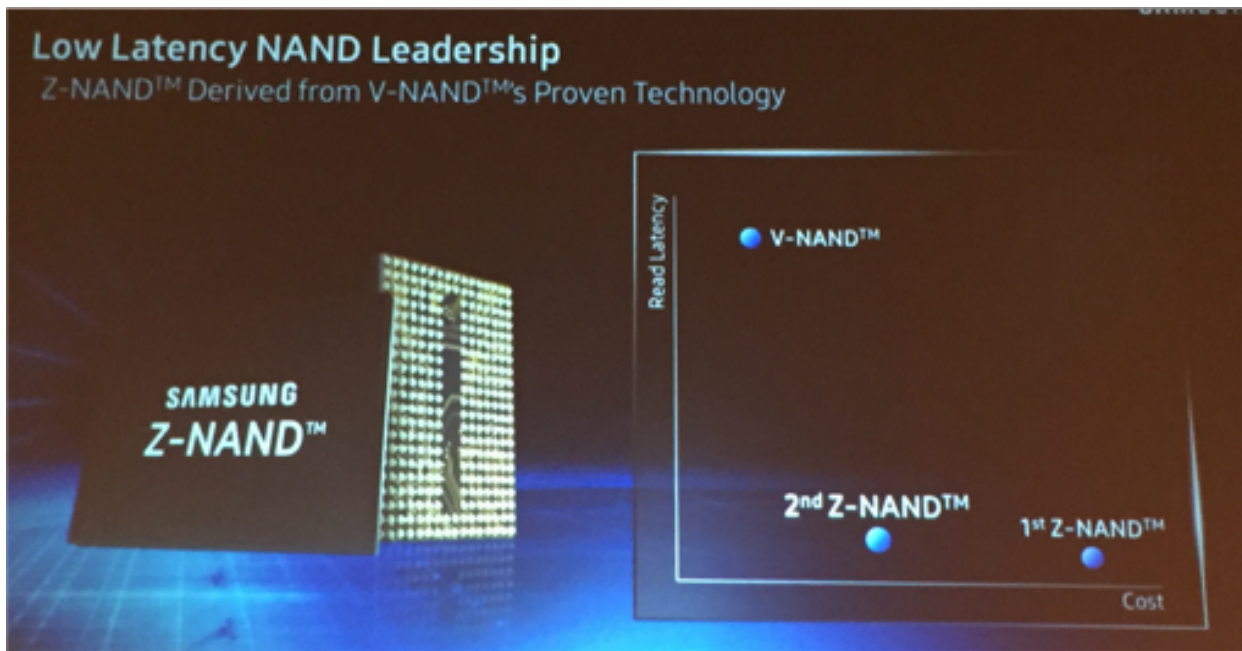 Low Latency NAND Leadership
Z-NAND™ Derived from V-NAND™'s Proven Technology
SAMSUNG
Z-NAND™
Read Latency
V-NAND™
2nd Z-NAND™
1st Z-NAND™
Cost